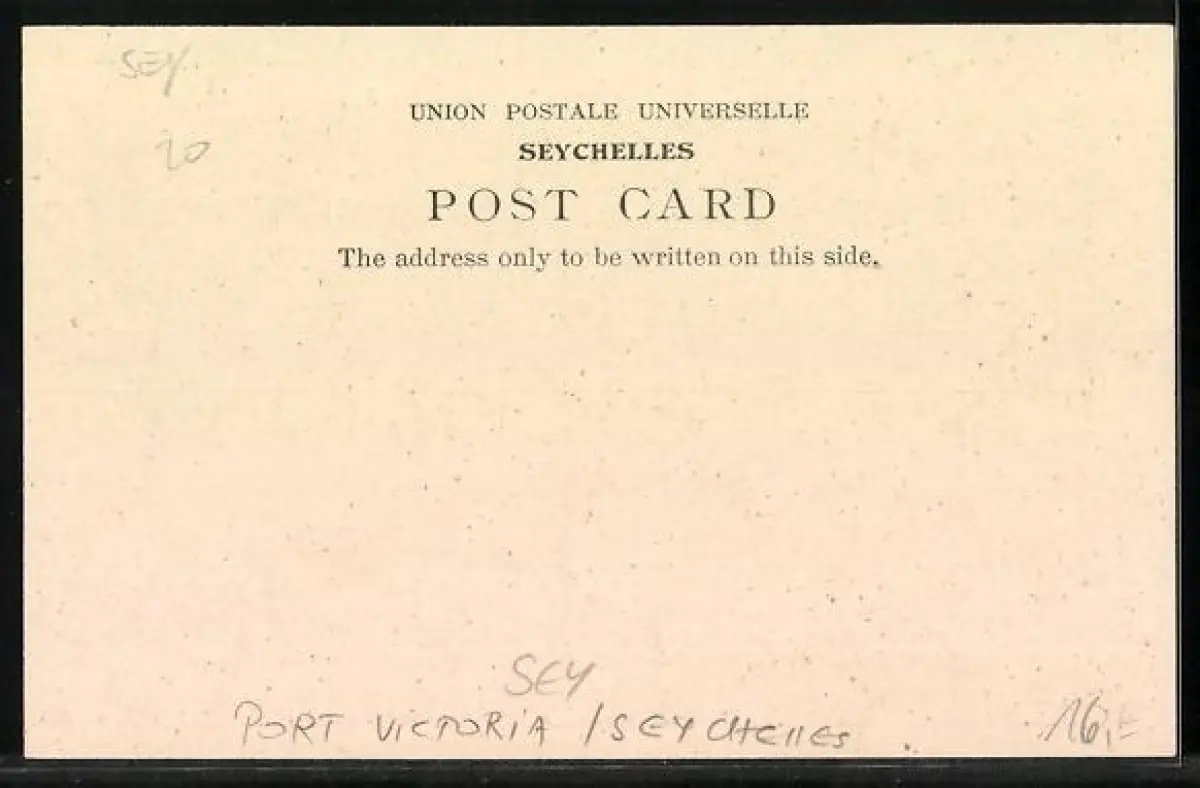 SEY
20
UNION POSTALE UNIVERSELLE
SEYCHELLES
POST CARD
The address only to be written on this side.
SEY
PORT VICTORIA / SEYCHELLES
16,-